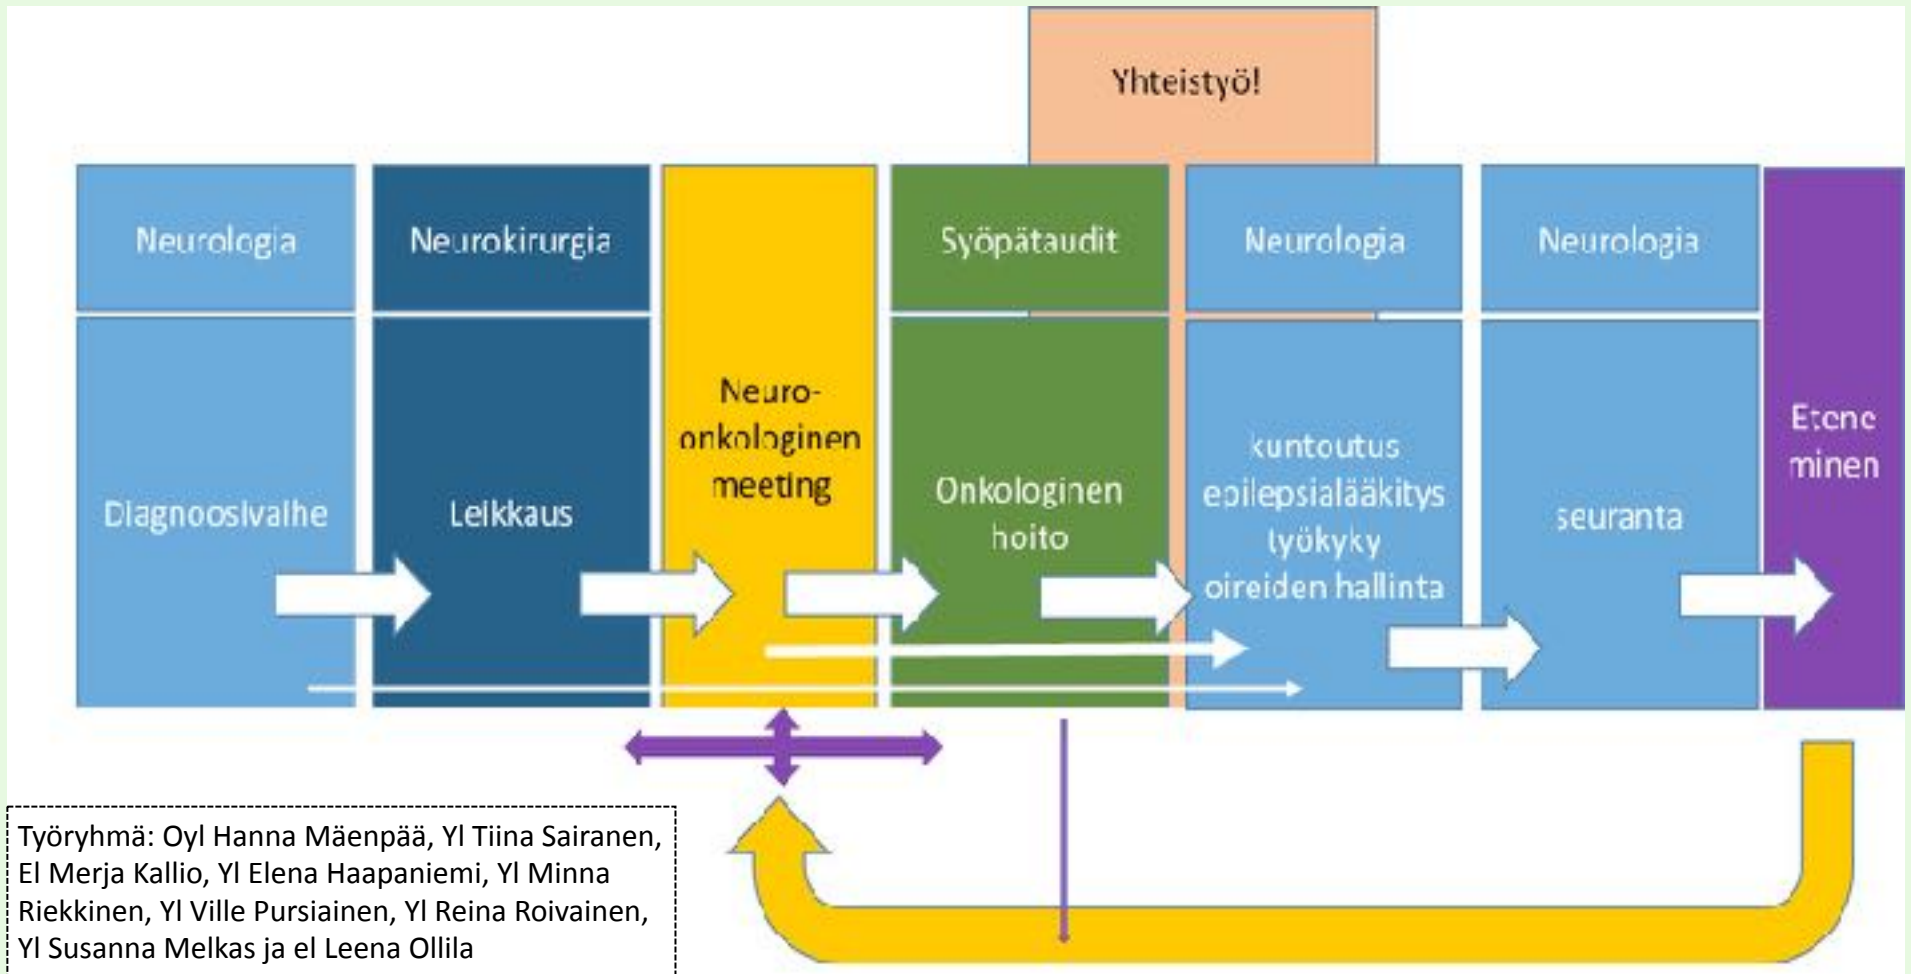 Yhteistyö!
Neurologia
Neurokirurgia
Syöpätaudit
Neurologia
Neurologia
Diagnoosivaihe
Leikkaus
Neuro-
onkologinen
meeting
Onkologinen
hoito
kuntoutus
epilepsialääkitys
työkyky
oireiden hallinta
seuranta
Etene
minen
Työryhmä: Oyl Hanna Mäenpää, Yl Tiina Sairanen,
El Merja Kallio, Yl Elena Haapaniemi, Yl Minna
Riekkinen, Yl Ville Pursiainen, Yl Reina Roivainen,
Yl Susanna Melkas ja el Leena Ollila